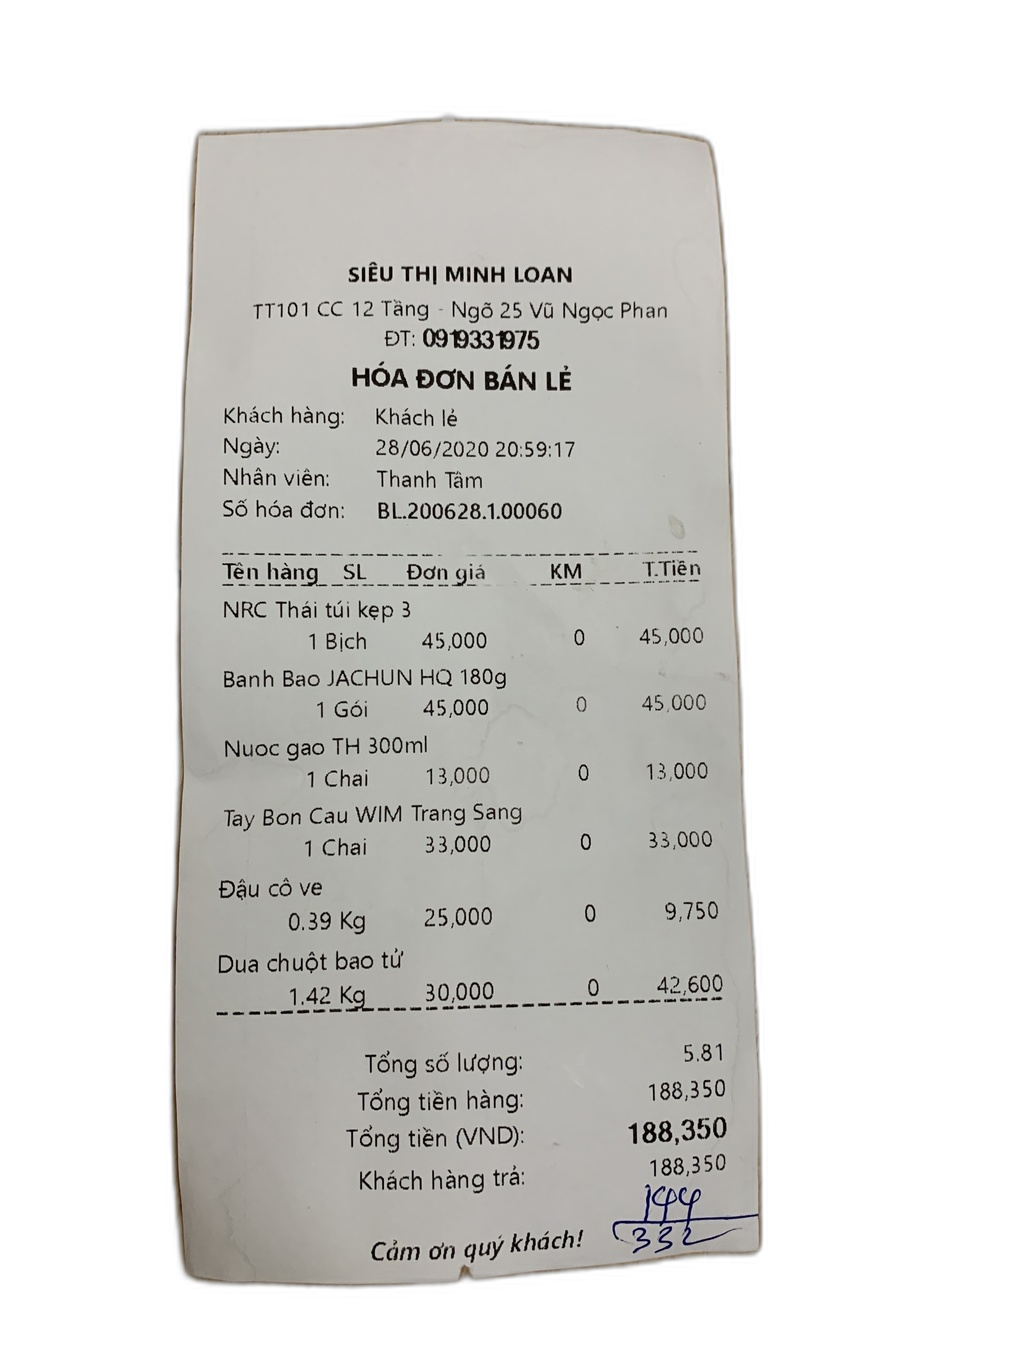 SIÊU THỊ MINH LOAN
TT101 CC 12 Tầng - Ngõ 25 Vũ Ngọc Phan
ĐT: 0919331975
HÓA ĐƠN BÁN LẺ
Khách hàng: Khách lẻ
Ngày: 28/06/2020 20:59:17
Nhân viên: Thanh Tâm
Số hóa đơn: BL.200628.1.00060
Tên hàng SL Đơn giá KM T.Tiền
NRC Thái túi kẹp 3
1 Bịch 45,000 0 45,000
Banh Bao JACHUN HQ 180g
1 Gói 45,000 0 45,000
Nuoc gao TH 300ml
1 Chai 13,000 0 13,000
Tay Bon Cau WIM Trang Sang
1 Chai 33,000 0 33,000
Đậu cô ve
0.39 Kg 25,000 0 9,750
Dua chuột bao tử
1.42 Kg 30,000 0 42,600
Tổng số lượng: 5.81
Tổng tiền hàng: 188,350
Tổng tiền (VND): 188,350
Khách hàng trả: 188,350
144
332
Cảm ơn quý khách!